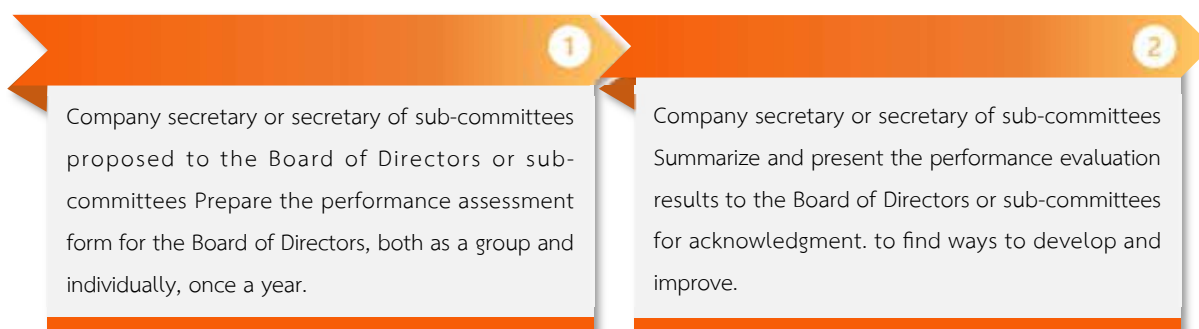 1
Company secretary or secretary of sub-committees
proposed to the Board of Directors or sub-
committees Prepare the performance assessment
form for the Board of Directors, both as a group and
individually, once a year.
2
Company secretary or secretary of sub-committees
Summarize and present the performance evaluation
results to the Board of Directors or sub-committees
for acknowledgment. to find ways to develop and
improve.